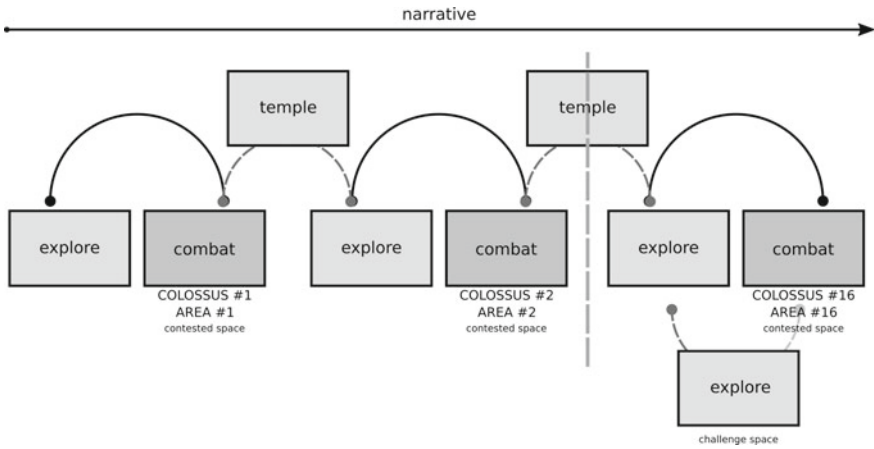 narrative
temple
temple
explore
combat
explore
combat
explore
combat
COLOSSUS #1
AREA #1
contested space
COLOSSUS #2
AREA #2
contested space
COLOSSUS #16
AREA #16
contested space
explore
challenge space